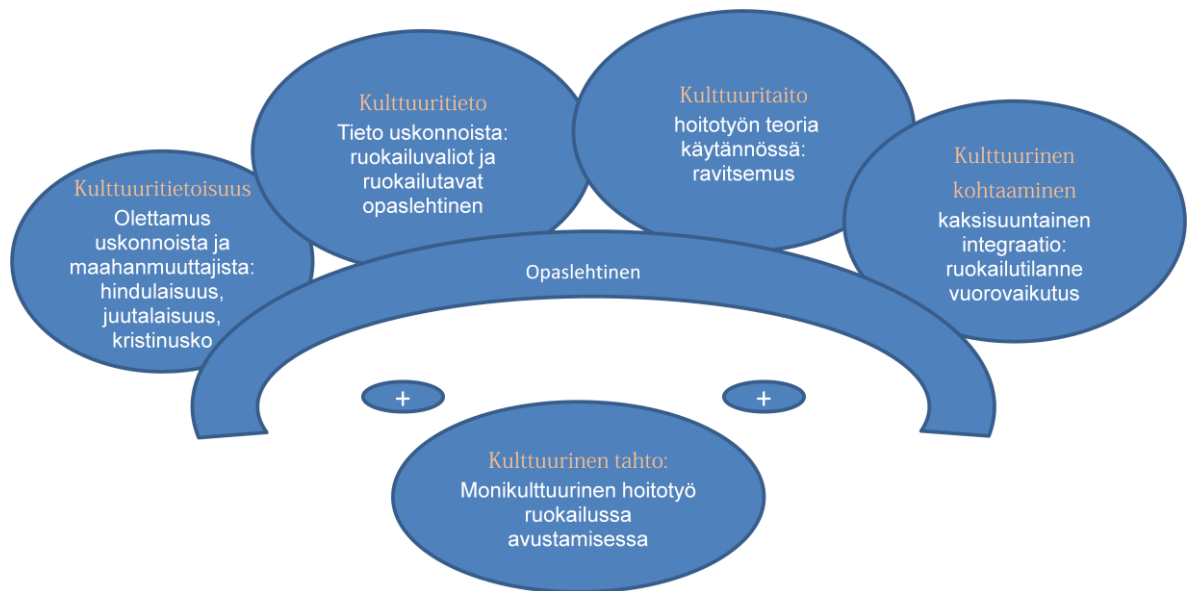 Kulttuuritietoisuus
Olettamus
uskonnoista ja
maahanmuuttajista:
hindulaisuus,
juutalaisuus,
kristinusko
Kulttuuritieto
Tieto uskonnoista:
ruokailuvaliot ja
ruokailutavat
opaslehtinen
Kulttuuritaito
hoitotyön teoria
käytännössä:
ravitsemus
Kulttuurinen
kohtaaminen
kaksisuuntainen
integraatio:
ruokailutilanne
vuorovaikutus
Opaslehtinen
+
+
Kulttuurinen tahto:
Monikulttuurinen hoitotyö
ruokailussa
avustamisessa